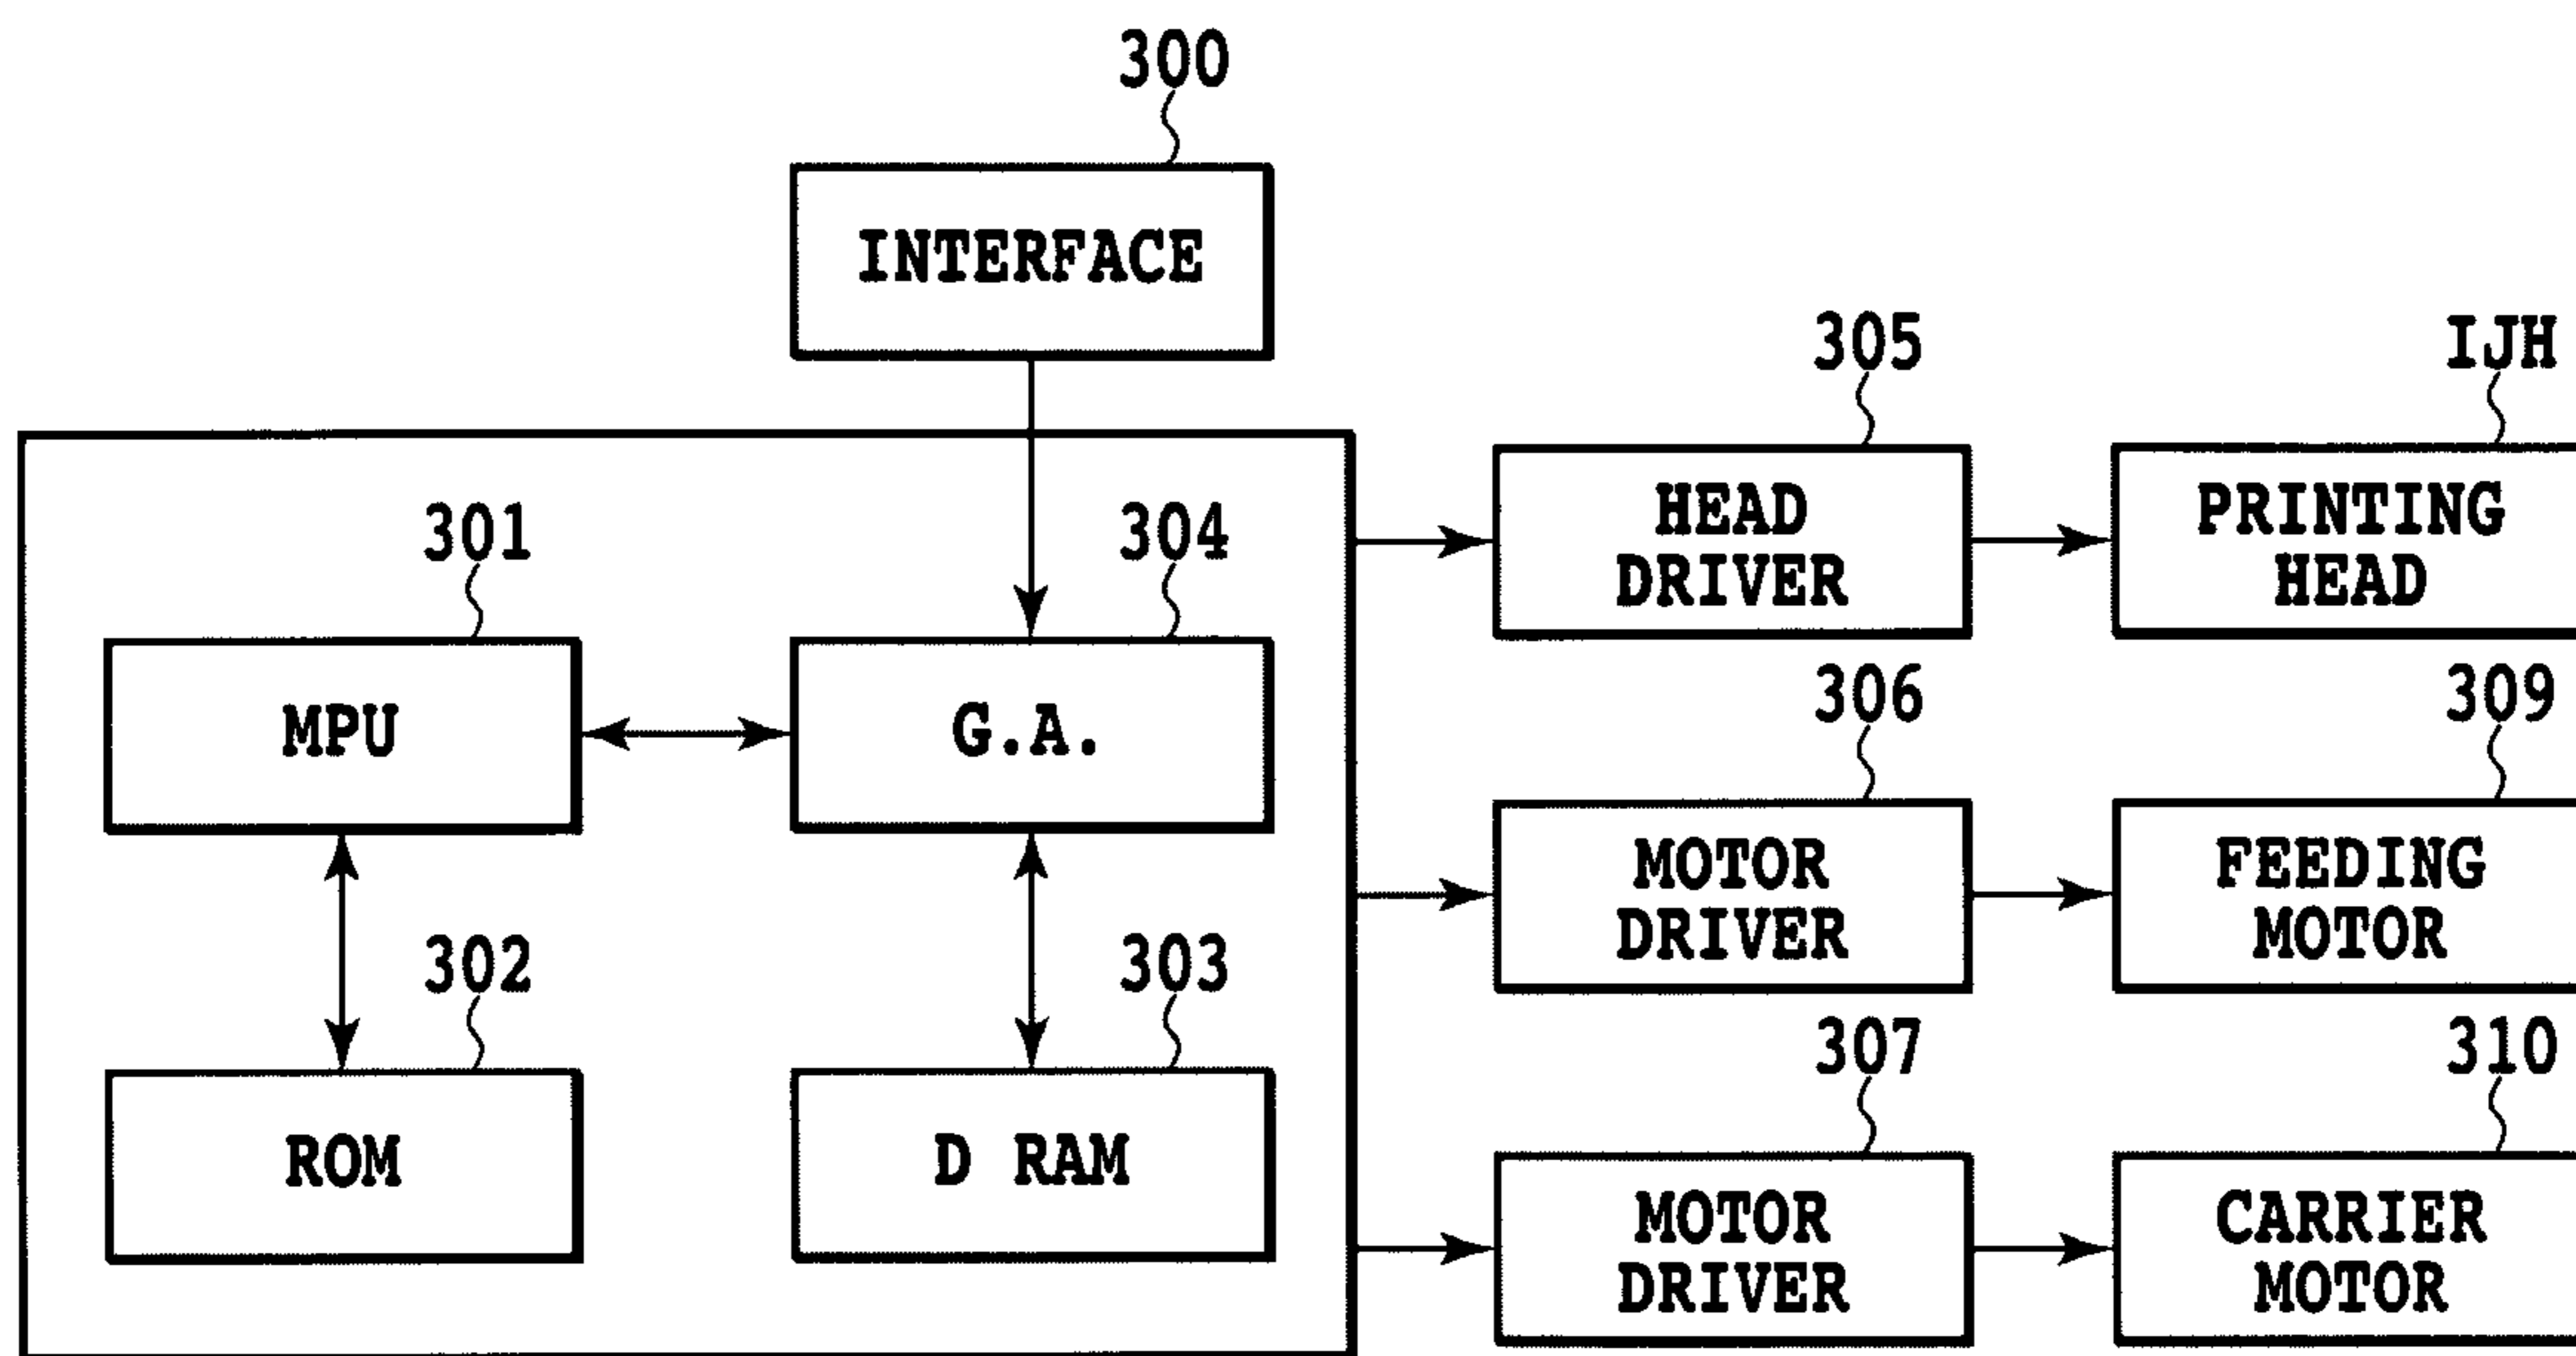 300
INTERFACE
305
IJH
HEAD
DRIVER
PRINTING
HEAD
301
304
MPU
G.A.
306
309
MOTOR
DRIVER
FEEDING
MOTOR
302
303
ROM
D RAM
307
310
MOTOR
DRIVER
CARRIER
MOTOR